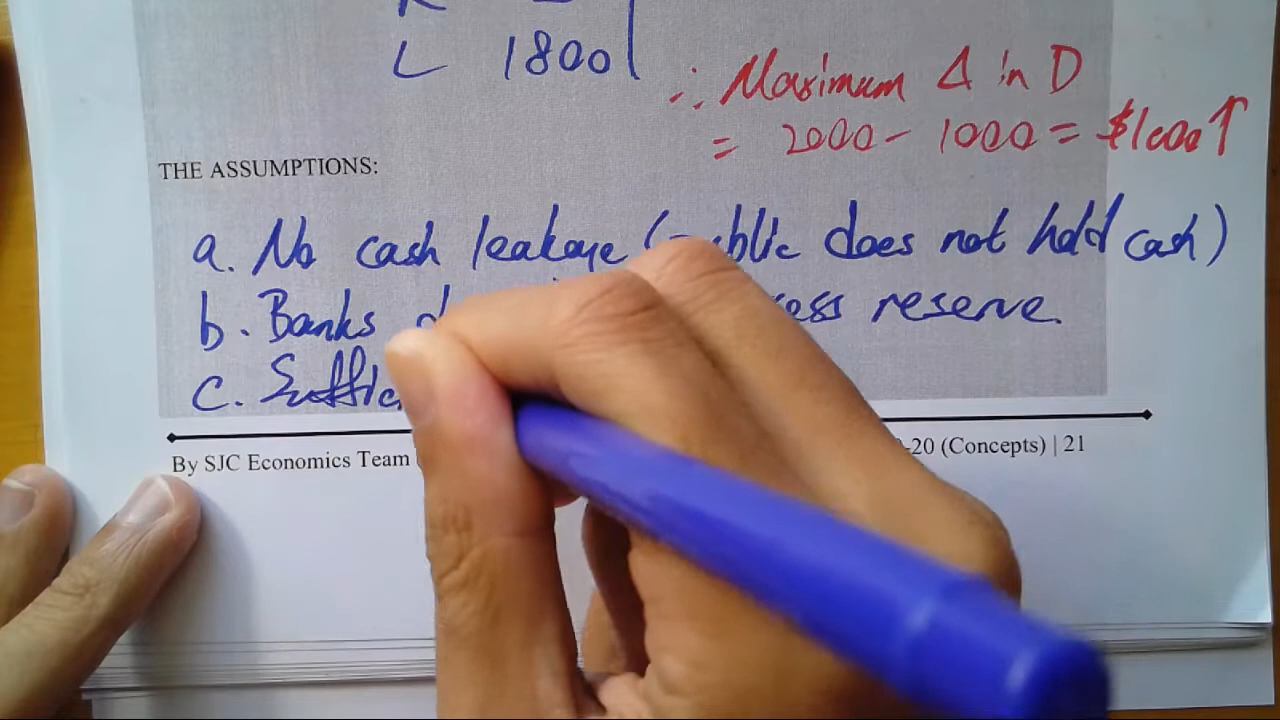 L 1800
∴ Maximum Δ in D
= 2000 - 1000 = $1000↑
THE ASSUMPTIONS:
a. No cash leakage ( does not hold cash)
b. Banks reserve.
c.
By SJC Economics Team -20 (Concepts) | 21